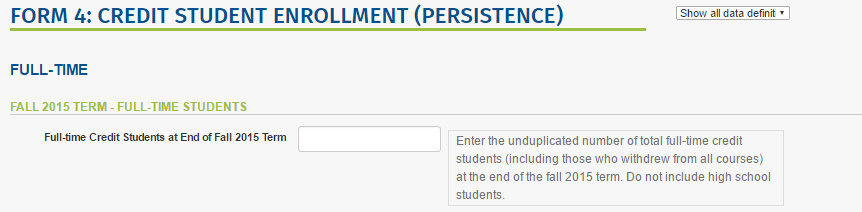 FORM 4: CREDIT STUDENT ENROLLMENT (PERSISTENCE)
Show all data definit
FULL-TIME
FALL 2015 TERM - FULL-TIME STUDENTS
Full-time Credit Students at End of Fall 2015 Term
Enter the unduplicated number of total full-time credit
students (including those who withdrew from all courses)
at the end of the fall 2015 term. Do not include high school
students.